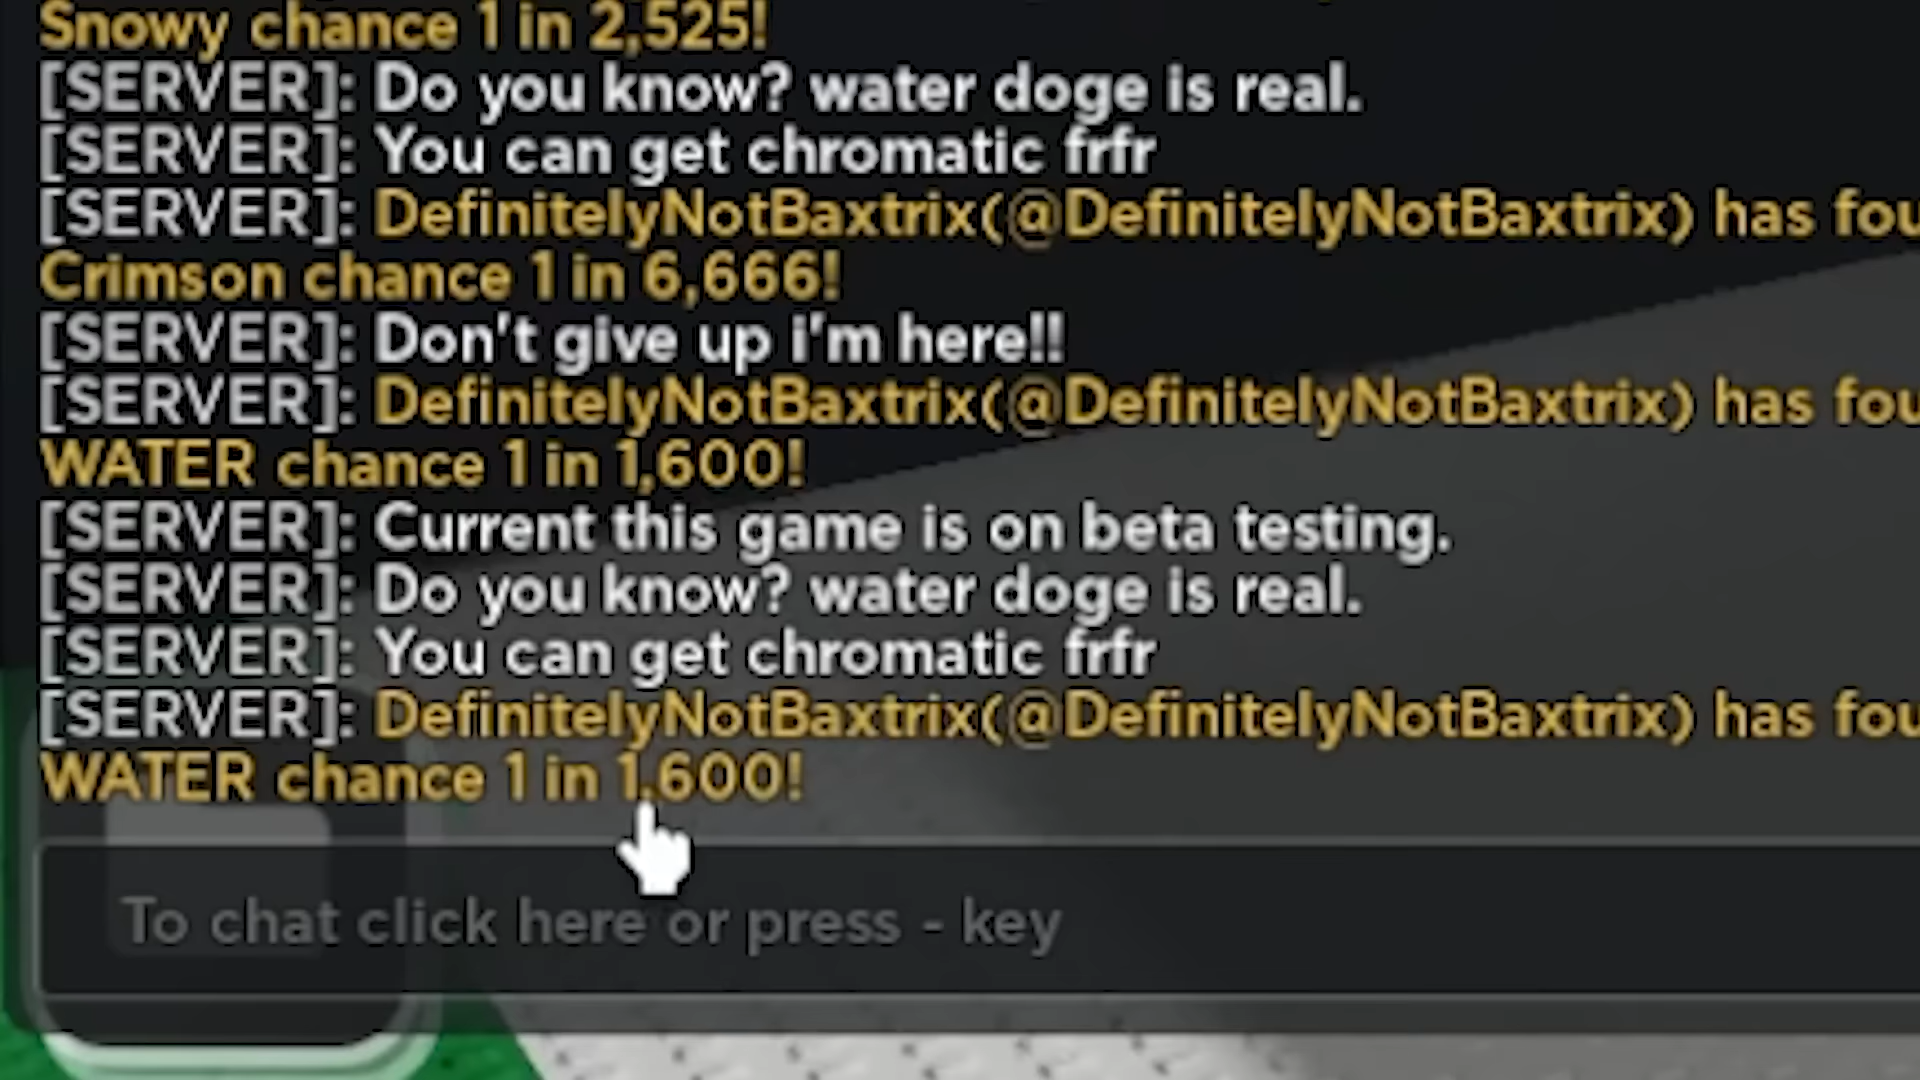 Snowy chance 1 in 2,525!
[SERVER]: Do you know? water doge is real.
[SERVER]: You can get chromatic frfr
[SERVER]: DefinitelyNotBaxtrix(@DefinitelyNotBaxtrix) has fou
Crimson chance 1 in 6,666!
[SERVER]: Don't give up i'm here!!
[SERVER]: DefinitelyNotBaxtrix(@DefinitelyNotBaxtrix) has fou
WATER chance 1 in 1,600!
[SERVER]: Current this game is on beta testing.
[SERVER]: Do you know? water doge is real.
[SERVER]: You can get chromatic frfr
[SERVER]: DefinitelyNotBaxtrix(@DefinitelyNotBaxtrix) has fou
WATER chance 1 in 1,600!
To chat click here or press - key